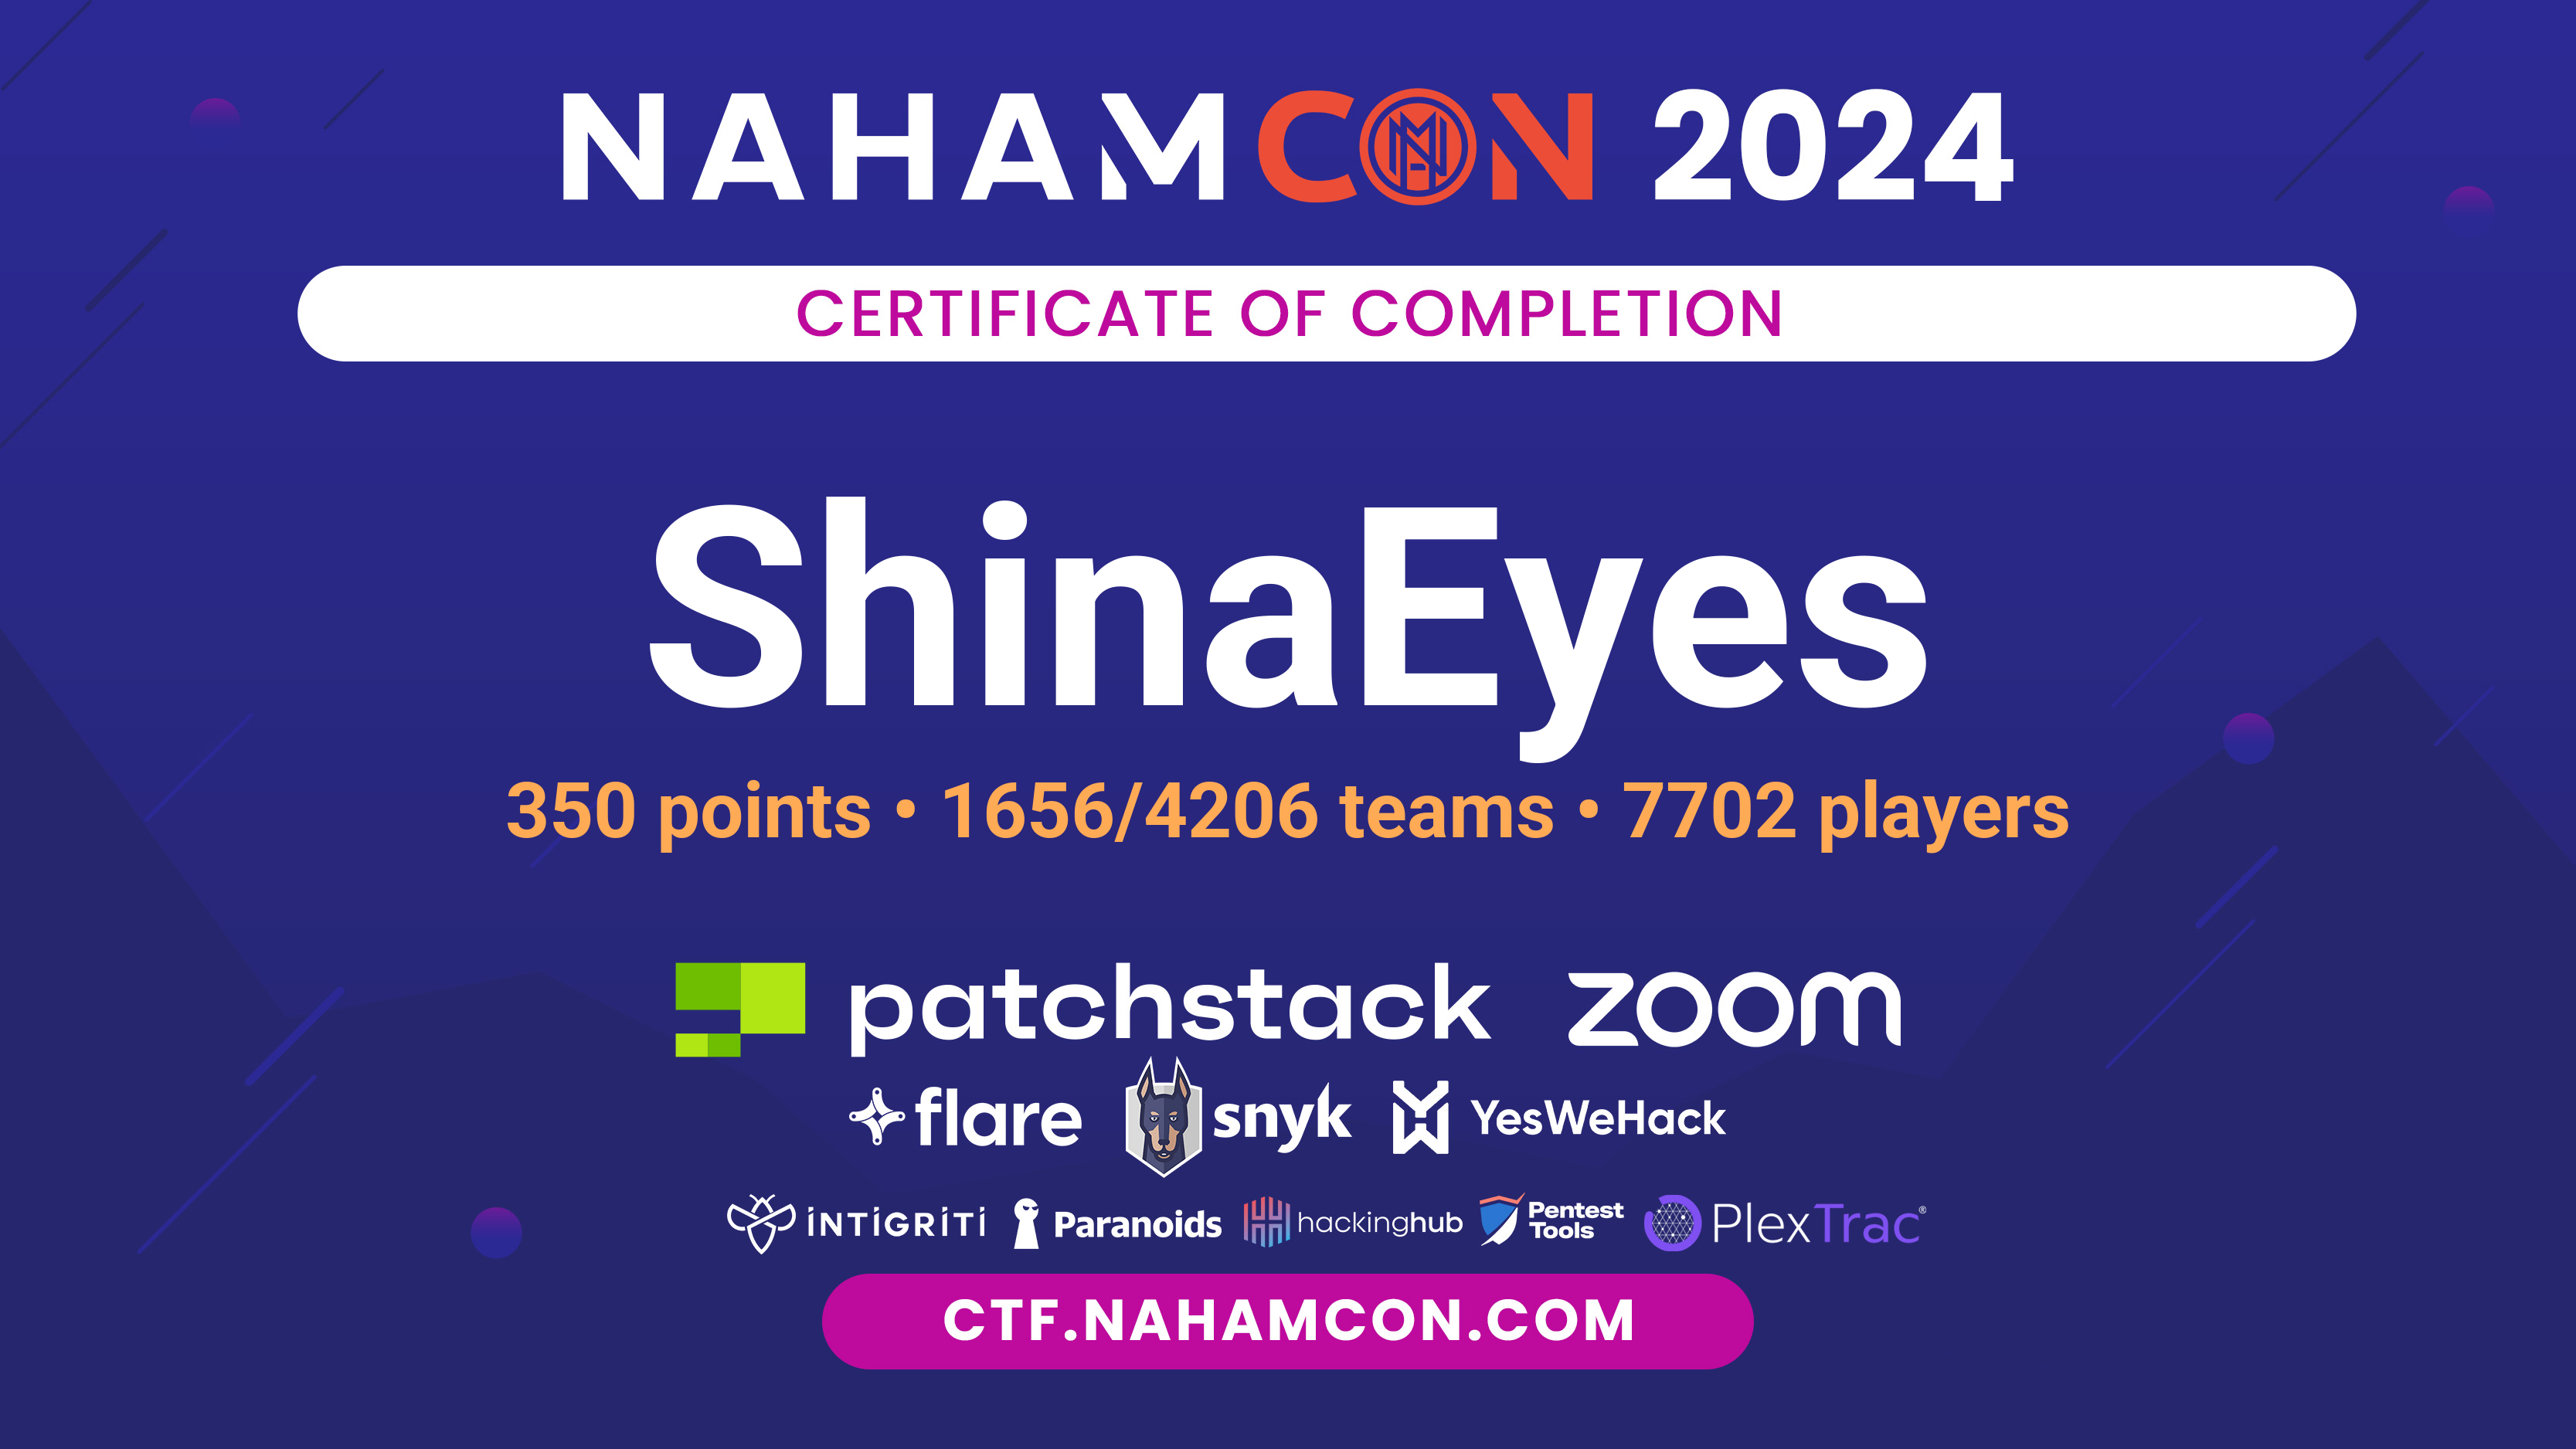 NAHAMCON 2024
CERTIFICATE OF COMPLETION
ShinaEyes
350 points • 1656/4206 teams • 7702 players
patchstack zoom
flare snyk YesWeHack
INTIGRITI Paranoids hackinghub Pentest Tools PlexTrac®
CTF.NAHAMCON.COM